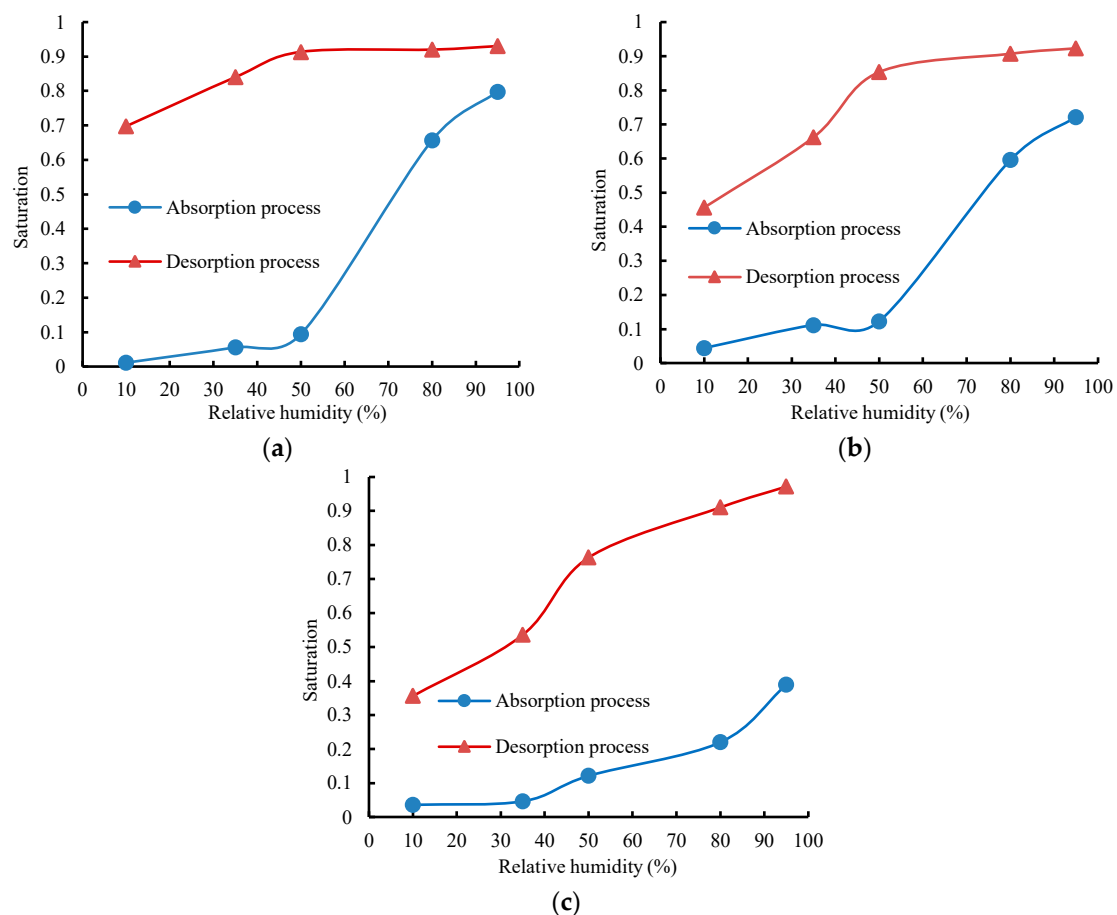 1
0.9
0.8
0.7
0.6
0.5
0.4
0.3
0.2
0.1
0
Saturation
Absorption process
Desorption process
0 10 20 30 40 50 60 70 80 90 100
Relative humidity (%)
(a)
1
0.9
0.8
0.7
0.6
0.5
0.4
0.3
0.2
0.1
0
Saturation
Absorption process
Desorption process
0 10 20 30 40 50 60 70 80 90 100
Relative humidity (%)
(b)
1
0.9
0.8
0.7
0.6
0.5
0.4
0.3
0.2
0.1
0
Saturation
Absorption process
Desorption process
0 10 20 30 40 50 60 70 80 90 100
Relative humidity (%)
(c)